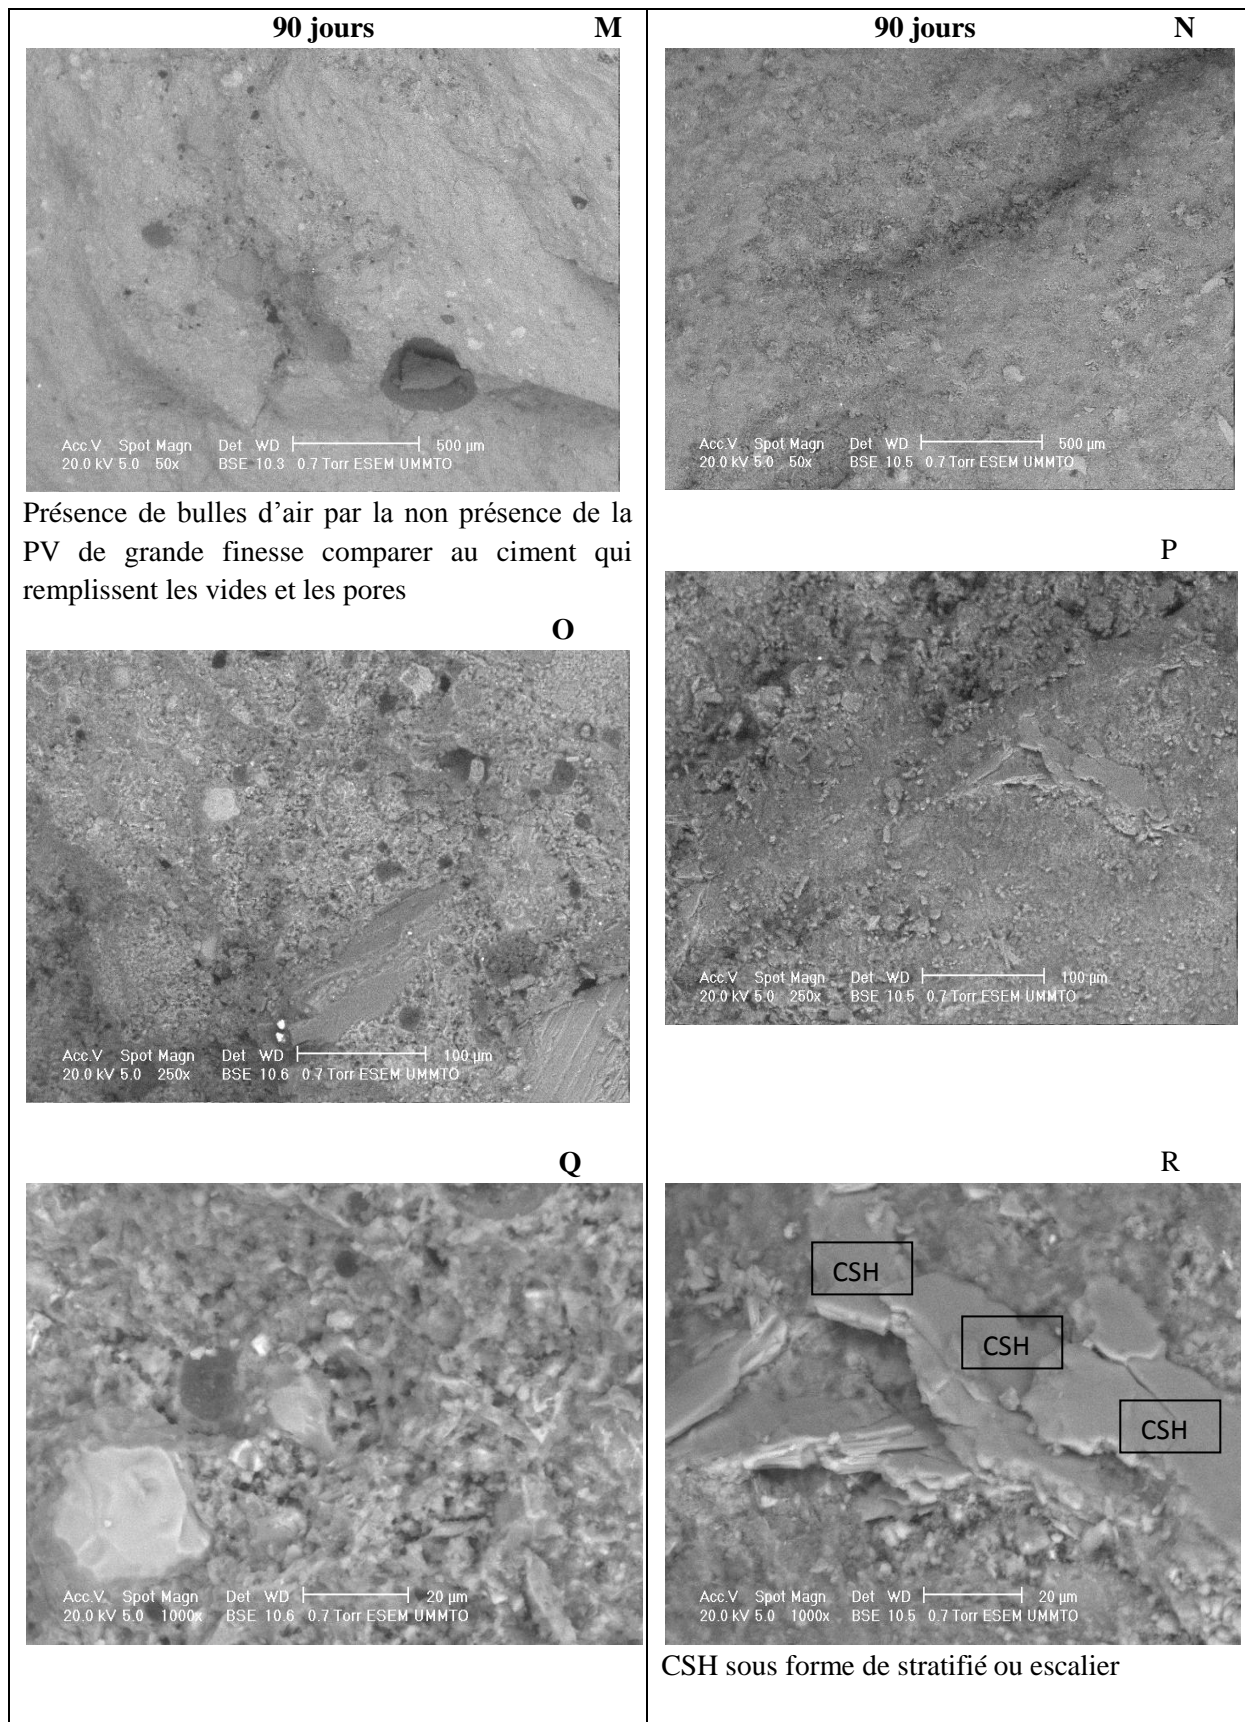 90 jours M
Acc.V Spot Magn Det WD 500 µm
20.0 kV 5.0 50x BSE 10.3 0.7 Torr ESEM UMMTO
Présence de bulles d’air par la non présence de la
PV de grande finesse comparer au ciment qui
remplissent les vides et les pores
O
Acc.V Spot Magn Det WD 100 µm
20.0 kV 5.0 250x BSE 10.6 0.7 Torr ESEM UMMTO
Q
Acc.V Spot Magn Det WD 20 µm
20.0 kV 5.0 1000x BSE 10.6 0.7 Torr ESEM UMMTO
90 jours N
Acc.V Spot Magn Det WD 500 µm
20.0 kV 5.0 50x BSE 10.5 0.7 Torr ESEM UMMTO
P
Acc.V Spot Magn Det WD 100 µm
20.0 kV 5.0 250x BSE 10.5 0.7 Torr ESEM UMMTO
R
CSH
CSH
CSH
Acc.V Spot Magn Det WD 20 µm
20.0 kV 5.0 1000x BSE 10.5 0.7 Torr ESEM UMMTO
CSH sous forme de stratifié ou escalier